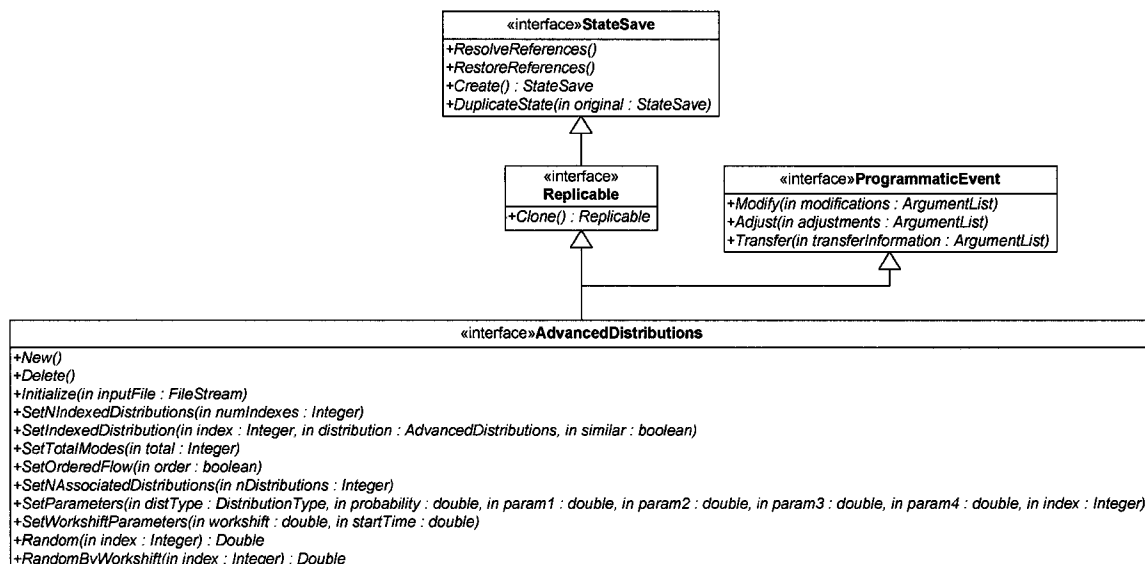 «interface»StateSave
+ResolveReferences()
+RestoreReferences()
+Create() : StateSave
+DuplicateState(in original : StateSave)
«interface»
Replicable
+Clone() : Replicable
«interface»ProgrammaticEvent
+Modify(in modifications : ArgumentList)
+Adjust(in adjustments : ArgumentList)
+Transfer(in transferInformation : ArgumentList)
«interface»AdvancedDistributions
+New()
+Delete()
+Initialize(in inputFile : FileStream)
+SetNIndexedDistributions(in numIndexes : Integer)
+SetIndexedDistribution(in index : Integer, in distribution : AdvancedDistributions, in similar : boolean)
+SetTotalModes(in total : Integer)
+SetOrderedFlow(in order : boolean)
+SetNAssociatedDistributions(in nDistributions : Integer)
+SetParameters(in distType : DistributionType, in probability : double, in param1 : double, in param2 : double, in param3 : double, in param4 : double, in index : Integer)
+SetWorkshiftParameters(in workshift : double, in startTime : double)
+Random(in index : Integer) : Double
+RandomByWorkshift(in index : Integer) : Double